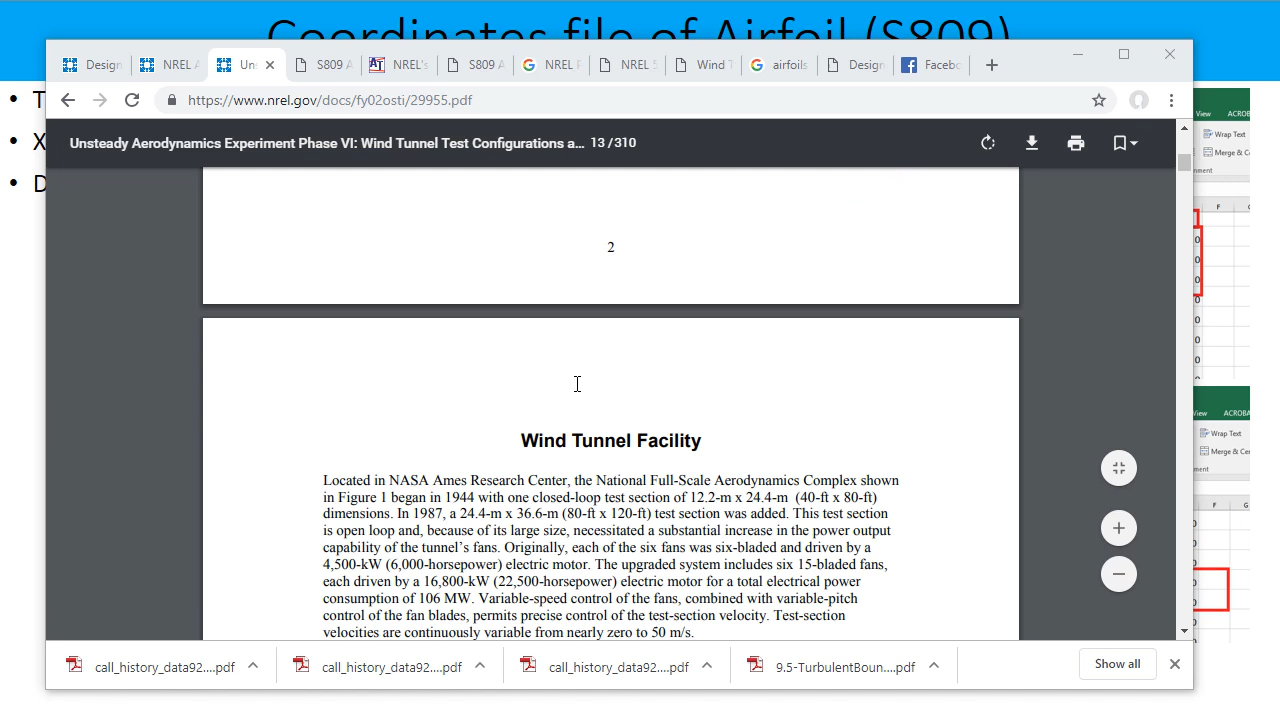 Coordinates file of Airfoil (S809)
• T
• X
• D
Design
NREL A
Uns
S809 A
NREL's
S809 A
NREL P
NREL 5
Wind T
airfoils
Design
Faceb
https://www.nrel.gov/docs/fy02osti/29955.pdf
Unsteady Aerodynamics Experiment Phase VI: Wind Tunnel Test Configurations a... 13 / 310
2
Wind Tunnel Facility
Located in NASA Ames Research Center, the National Full-Scale Aerodynamics Complex shown
in Figure 1 began in 1944 with one closed-loop test section of 12.2-m x 24.4-m (40-ft x 80-ft)
dimensions. In 1987, a 24.4-m x 36.6-m (80-ft x 120-ft) test section was added. This test section
is open loop and, because of its large size, necessitated a substantial increase in the power output
capability of the tunnel's fans. Originally, each of the six fans was six-bladed and driven by a
4,500-kW (6,000-horsepower) electric motor. The upgraded system includes six 15-bladed fans,
each driven by a 16,800-kW (22,500-horsepower) electric motor for a total electrical power
consumption of 106 MW. Variable-speed control of the fans, combined with variable-pitch
control of the fan blades, permits precise control of the test-section velocity. Test-section
velocities are continuously variable from nearly zero to 50 m/s.
call_history_data92....pdf
call_history_data92....pdf
call_history_data92....pdf
9.5-TurbulentBoun....pdf
Show all
View ACROB
Wrap Text
Merge & C
nment
F
View ACROBA
Wrap Text
Merge & Cer
ment
F G